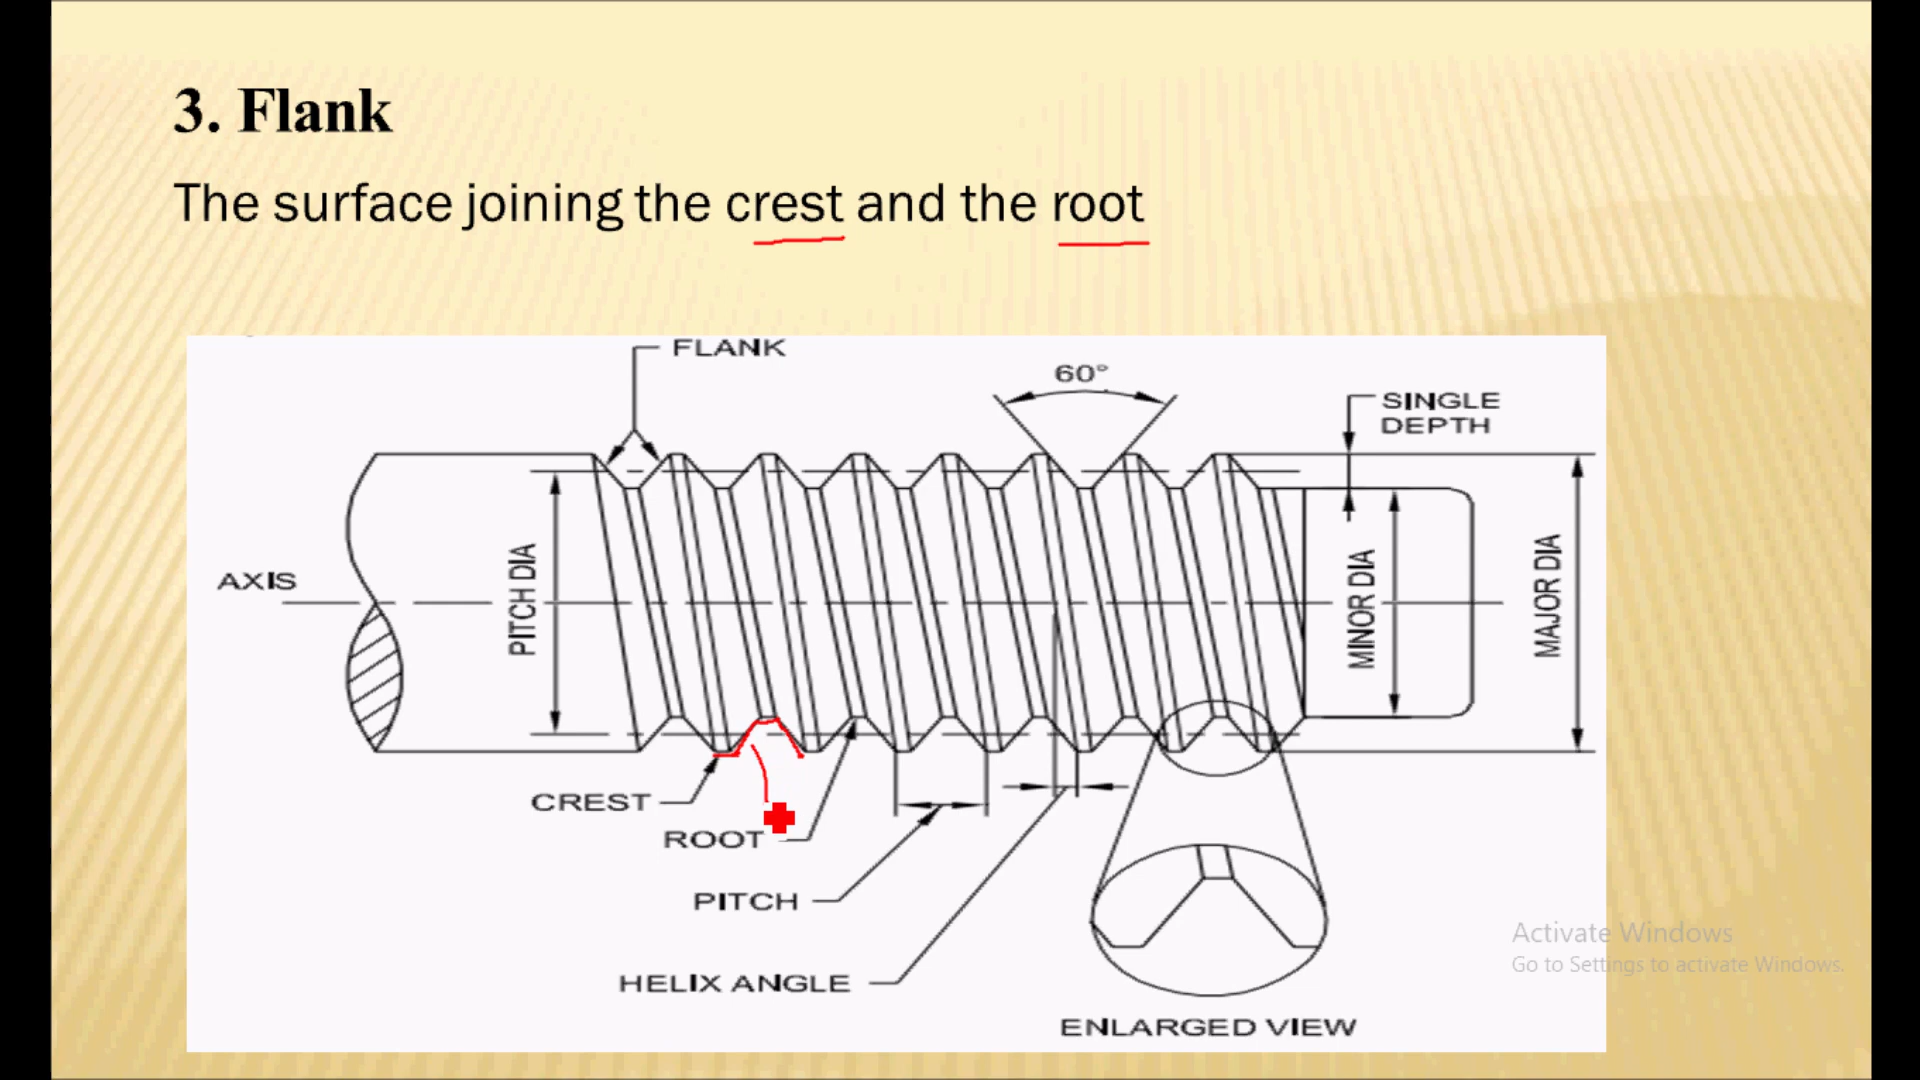 3. Flank
The surface joining the crest and the root
FLANK
60°
SINGLE
DEPTH
AXIS
PITCH DIA
MINOR DIA
MAJOR DIA
CREST
ROOT
PITCH
HELIX ANGLE
ENLARGED VIEW
Activate Windows
Go to Settings to activate Windows.